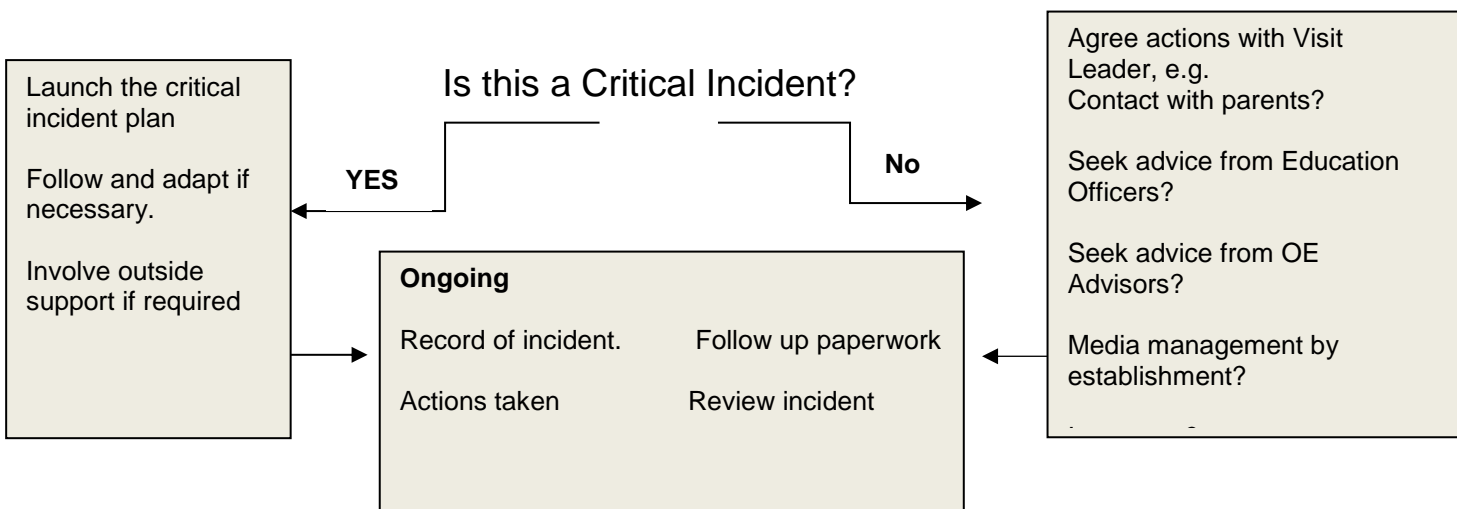 Is this a Critical Incident?
YES
No
Launch the critical
incident plan
Follow and adapt if
necessary.
Involve outside
support if required
Agree actions with Visit
Leader, e.g.
Contact with parents?
Seek advice from Education
Officers?
Seek advice from OE
Advisors?
Media management by
establishment?
Ongoing
Record of incident. Follow up paperwork
Actions taken Review incident